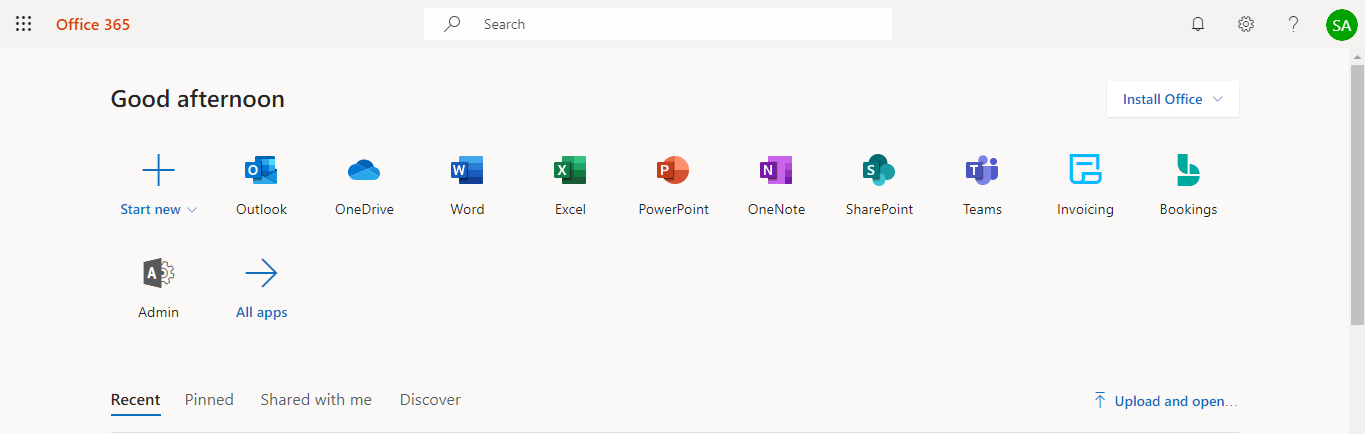 Office 365
Search
?
SA
Good afternoon
Install Office
Start new
Outlook
OneDrive
Word
Excel
PowerPoint
OneNote
SharePoint
Teams
Invoicing
Bookings
Admin
All apps
Recent
Pinned
Shared with me
Discover
Upload and open...